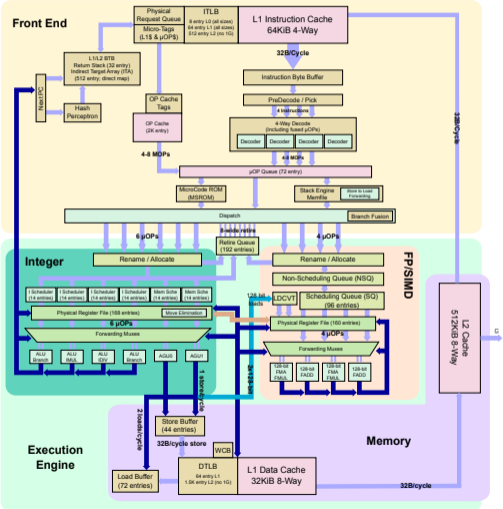 Front End
Physical
Request Queue
Micro-Tags
(L1$ & µOP$)
ITLB
8 entry L0 (all sizes)
64 entry L1 (all sizes)
512 entry L2 (no 1G)
L1 Instruction Cache
64KiB 4-Way
32B/Cycle
L1/L2 BTB
Return Stack (32 entry)
Indirect Target Array (ITA)
(512 entry; direct map)
Next PC
Hash
Perceptron
Instruction Byte Buffer
PreDecode / Pick
4 Instructions
OP Cache
Tags
OP Cache
(2K entry)
4-Way Decode
(including fused µOPs)
Decoder
Decoder
Decoder
Decoder
32B/Cycle
4-8 MOPs
4-8 MOPs
µOP Queue (72 entry)
MicroCode ROM
(MSROM)
Stack Engine
Memfile
Store to Load
Forwarding
Dispatch
Branch Fusion
6 µOPs
8-wide retire
4 µOPs
Retire Queue
(192 entries)
Integer
Rename / Allocate
Rename / Allocate
FP/SIMD
Non-Scheduling Queue (NSQ)
I Scheduler
(14 entries)
I Scheduler
(14 entries)
I Scheduler
(14 entries)
I Scheduler
(14 entries)
Mem Sche
(14 entries)
Mem Sche
(14 entries)
128 bit
loads
LDCVT
Scheduling Queue (SQ)
(96 entries)
Physical Register File (168 entries)
Move Elimination
Physical Register File (160 entries)
6 µOPs
4 µOPs
Forwarding Muxes
Forwarding Muxes
ALU
Branch
ALU
IMUL
ALU
IDIV
ALU
Branch
AGU0
AGU1
128-bit
FMA
FMUL
128-bit
FADD
128-bit
FMA
FMUL
128-bit
FADD
L2 Cache
512KiB 8-Way
2 loads/cycle
1 store/cycle
Store Buffer
(44 entries)
32B/cycle store
Execution
Engine
Memory
WCB
Load Buffer
(72 entries)
DTLB
64 entry L1
1.5K entry L2 (no 1G)
L1 Data Cache
32KiB 8-Way
32B/cycle